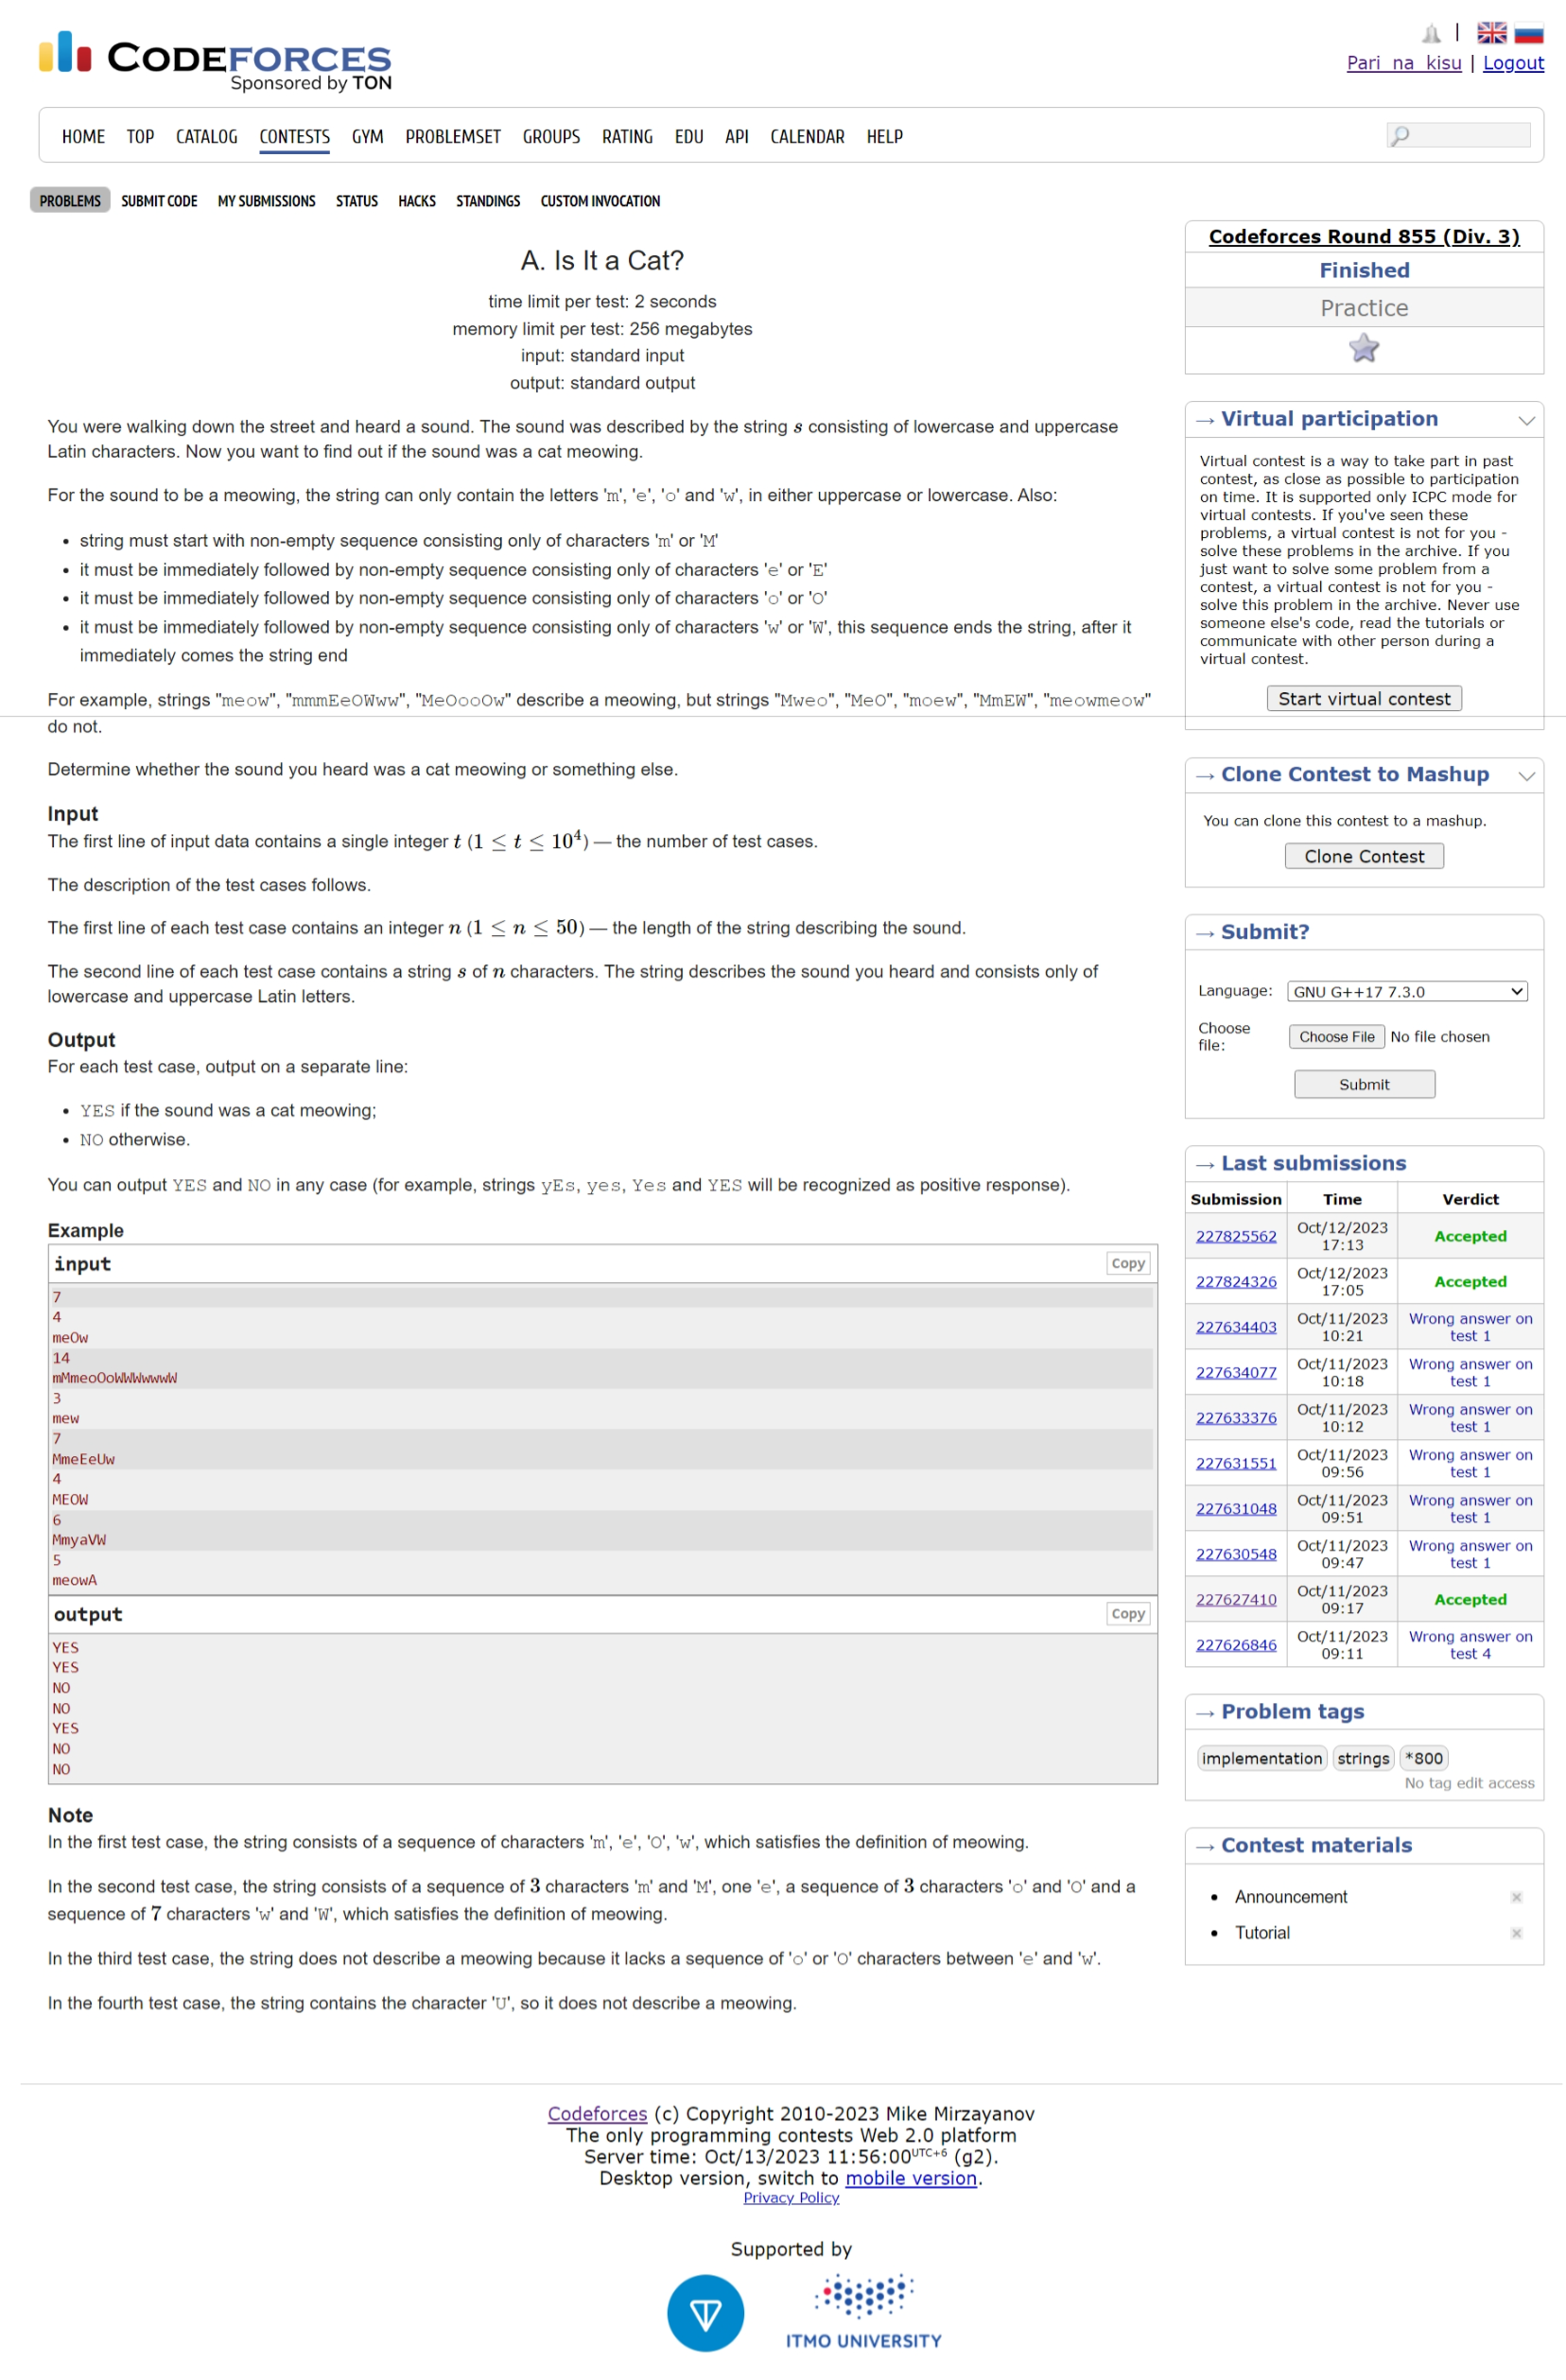 CODEFORCES
Sponsored by TON
|
Pari_na_kisu | Logout
HOME TOP CATALOG CONTESTS GYM PROBLEMSET GROUPS RATING EDU API CALENDAR HELP
PROBLEMS SUBMIT CODE MY SUBMISSIONS STATUS HACKS STANDINGS CUSTOM INVOCATION
A. Is It a Cat?
time limit per test: 2 seconds
memory limit per test: 256 megabytes
input: standard input
output: standard output
You were walking down the street and heard a sound. The sound was described by the string s consisting of lowercase and uppercase
Latin characters. Now you want to find out if the sound was a cat meowing.
For the sound to be a meowing, the string can only contain the letters 'm', 'e', 'o' and 'w', in either uppercase or lowercase. Also:
• string must start with non-empty sequence consisting only of characters 'm' or 'M'
• it must be immediately followed by non-empty sequence consisting only of characters 'e' or 'E'
• it must be immediately followed by non-empty sequence consisting only of characters 'o' or 'O'
• it must be immediately followed by non-empty sequence consisting only of characters 'w' or 'W', this sequence ends the string, after it
immediately comes the string end
For example, strings "meow", "mmmEeOWww", "MeOooOw" describe a meowing, but strings "Mweo", "MeO", "moew", "MmEW", "meowmeow"
do not.
Determine whether the sound you heard was a cat meowing or something else.
Input
The first line of input data contains a single integer t (1 ≤ t ≤ 10⁴) — the number of test cases.
The description of the test cases follows.
The first line of each test case contains an integer n (1 ≤ n ≤ 50) — the length of the string describing the sound.
The second line of each test case contains a string s of n characters. The string describes the sound you heard and consists only of
lowercase and uppercase Latin letters.
Output
For each test case, output on a separate line:
• YES if the sound was a cat meowing;
• NO otherwise.
You can output YES and NO in any case (for example, strings yEs, yes, Yes and YES will be recognized as positive response).
Example
input Copy
7
4
meOw
14
mMmeoOoWWWwwwW
3
mew
7
MmeEeUw
4
MEOW
6
MmyaVW
5
meowA
output Copy
YES
YES
NO
NO
YES
NO
NO
Note
In the first test case, the string consists of a sequence of characters 'm', 'e', 'O', 'w', which satisfies the definition of meowing.
In the second test case, the string consists of a sequence of 3 characters 'm' and 'M', one 'e', a sequence of 3 characters 'o' and 'O' and a
sequence of 7 characters 'w' and 'W', which satisfies the definition of meowing.
In the third test case, the string does not describe a meowing because it lacks a sequence of 'o' or 'O' characters between 'e' and 'w'.
In the fourth test case, the string contains the character 'U', so it does not describe a meowing.
Codeforces Round 855 (Div. 3)
Finished
Practice
→ Virtual participation
Virtual contest is a way to take part in past
contest, as close as possible to participation
on time. It is supported only ICPC mode for
virtual contests. If you've seen these
problems, a virtual contest is not for you -
solve these problems in the archive. If you
just want to solve some problem from a
contest, a virtual contest is not for you -
solve this problem in the archive. Never use
someone else's code, read the tutorials or
communicate with other person during a
virtual contest.
Start virtual contest
→ Clone Contest to Mashup
You can clone this contest to a mashup.
Clone Contest
→ Submit?
Language: GNU G++17 7.3.0
Choose
file: Choose File No file chosen
Submit
→ Last submissions
Submission Time Verdict
227825562 Oct/12/2023 17:13 Accepted
227824326 Oct/12/2023 17:05 Accepted
227634403 Oct/11/2023 10:21 Wrong answer on test 1
227634077 Oct/11/2023 10:18 Wrong answer on test 1
227633376 Oct/11/2023 10:12 Wrong answer on test 1
227631551 Oct/11/2023 09:56 Wrong answer on test 1
227631048 Oct/11/2023 09:51 Wrong answer on test 1
227630548 Oct/11/2023 09:47 Wrong answer on test 1
227627410 Oct/11/2023 09:17 Accepted
227626846 Oct/11/2023 09:11 Wrong answer on test 4
→ Problem tags
implementation strings *800
No tag edit access
→ Contest materials
• Announcement
• Tutorial
Codeforces (c) Copyright 2010-2023 Mike Mirzayanov
The only programming contests Web 2.0 platform
Server time: Oct/13/2023 11:56:00 UTC+6 (g2).
Desktop version, switch to mobile version.
Privacy Policy
Supported by
ITMO UNIVERSITY